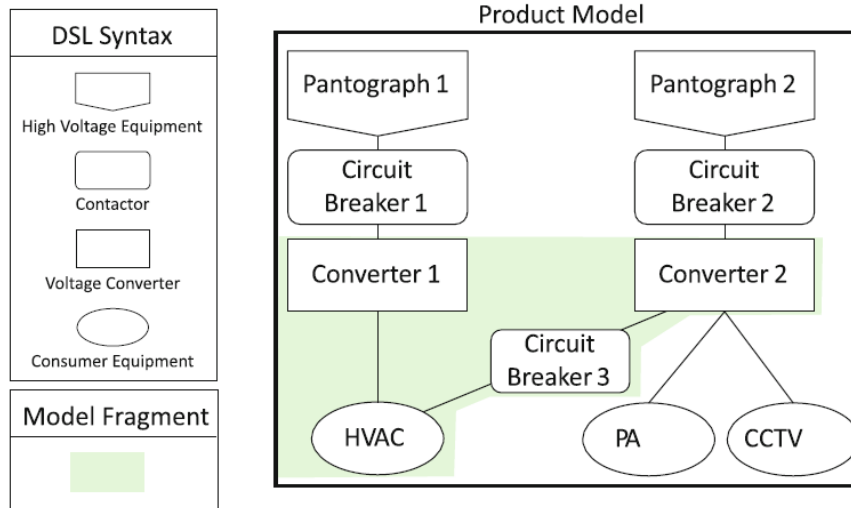 DSL Syntax
High Voltage Equipment
Contactor
Voltage Converter
Consumer Equipment
Model Fragment
Product Model
Pantograph 1
Pantograph 2
Circuit
Breaker 1
Circuit
Breaker 2
Converter 1
Converter 2
Circuit
Breaker 3
HVAC
PA
CCTV